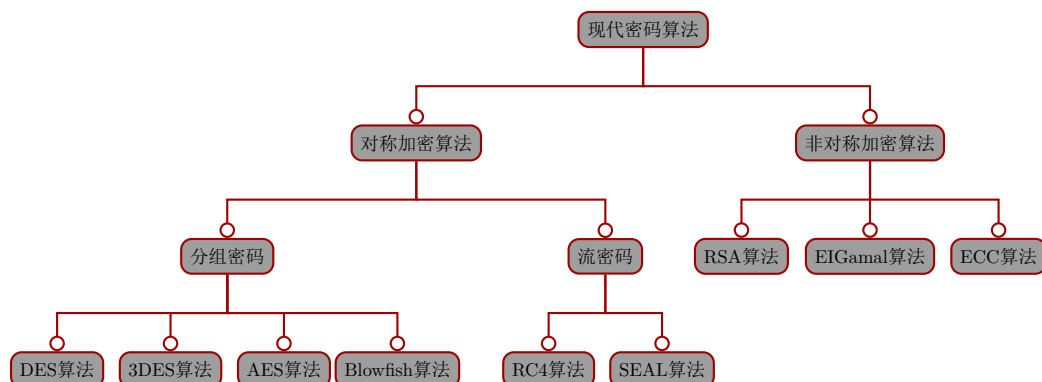 现代密码算法
对称加密算法
非对称加密算法
分组密码
流密码
RSA算法
EIGamal算法
ECC算法
DES算法
3DES算法
AES算法
Blowfish算法
RC4算法
SEAL算法